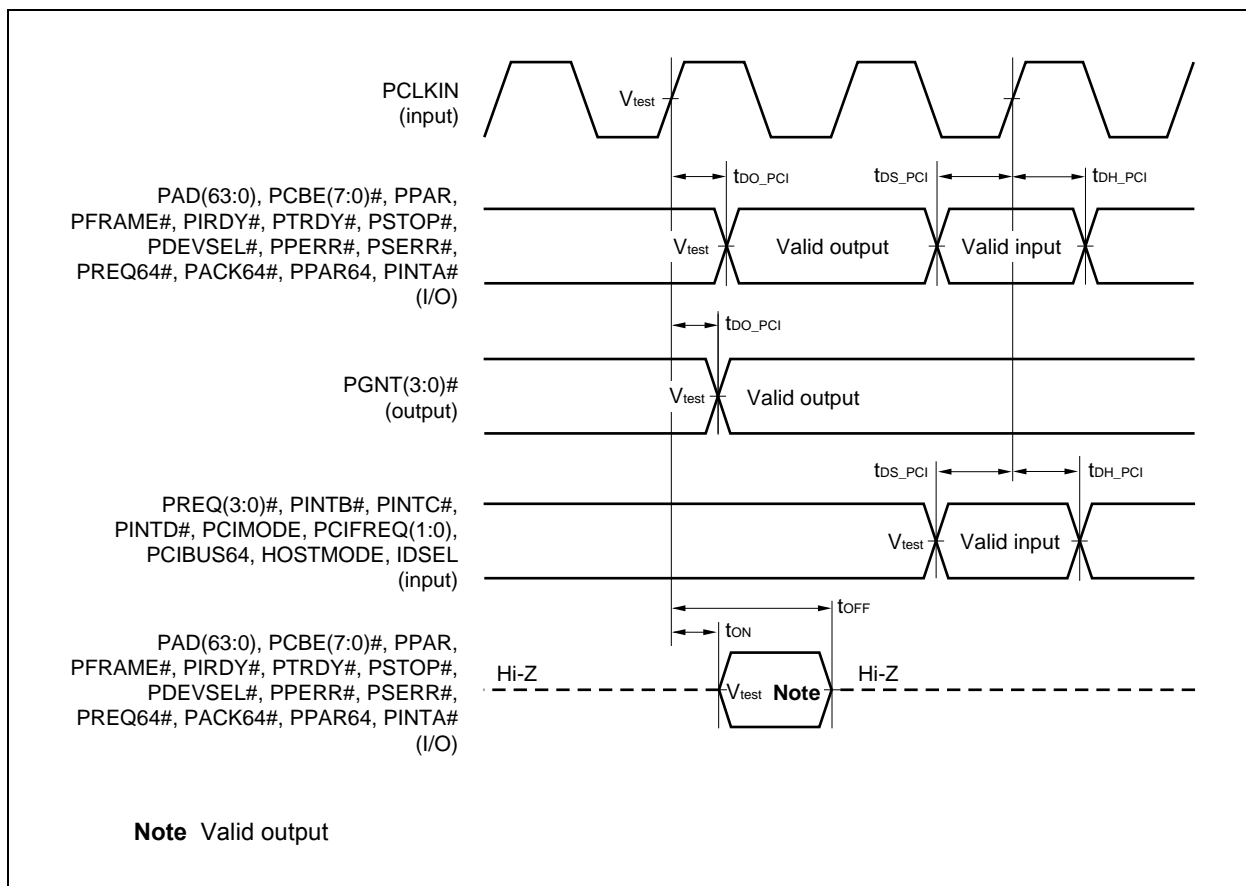 PCLKIN
(input)
Vtest
tDO_PCI
tDS_PCI
tDH_PCI
PAD(63:0), PCBE(7:0)#, PPAR,
PFRAME#, PIRDY#, PTRDY#, PSTOP#,
PDEVSEL#, PPERR#, PSERR#,
PREQ64#, PACK64#, PPAR64, PINTA#
(I/O)
Vtest
Valid output
Valid input
tDO_PCI
PGNT(3:0)#
(output)
Vtest
Valid output
tDS_PCI
tDH_PCI
PREQ(3:0)#, PINTB#, PINTC#,
PINTD#, PCIMODE, PCIFREQ(1:0),
PCIBUS64, HOSTMODE, IDSEL
(input)
Vtest
Valid input
tOFF
tON
PAD(63:0), PCBE(7:0)#, PPAR,
PFRAME#, PIRDY#, PTRDY#, PSTOP#,
PDEVSEL#, PPERR#, PSERR#,
PREQ64#, PACK64#, PPAR64, PINTA#
(I/O)
Hi-Z
Vtest Note
Hi-Z
Note Valid output